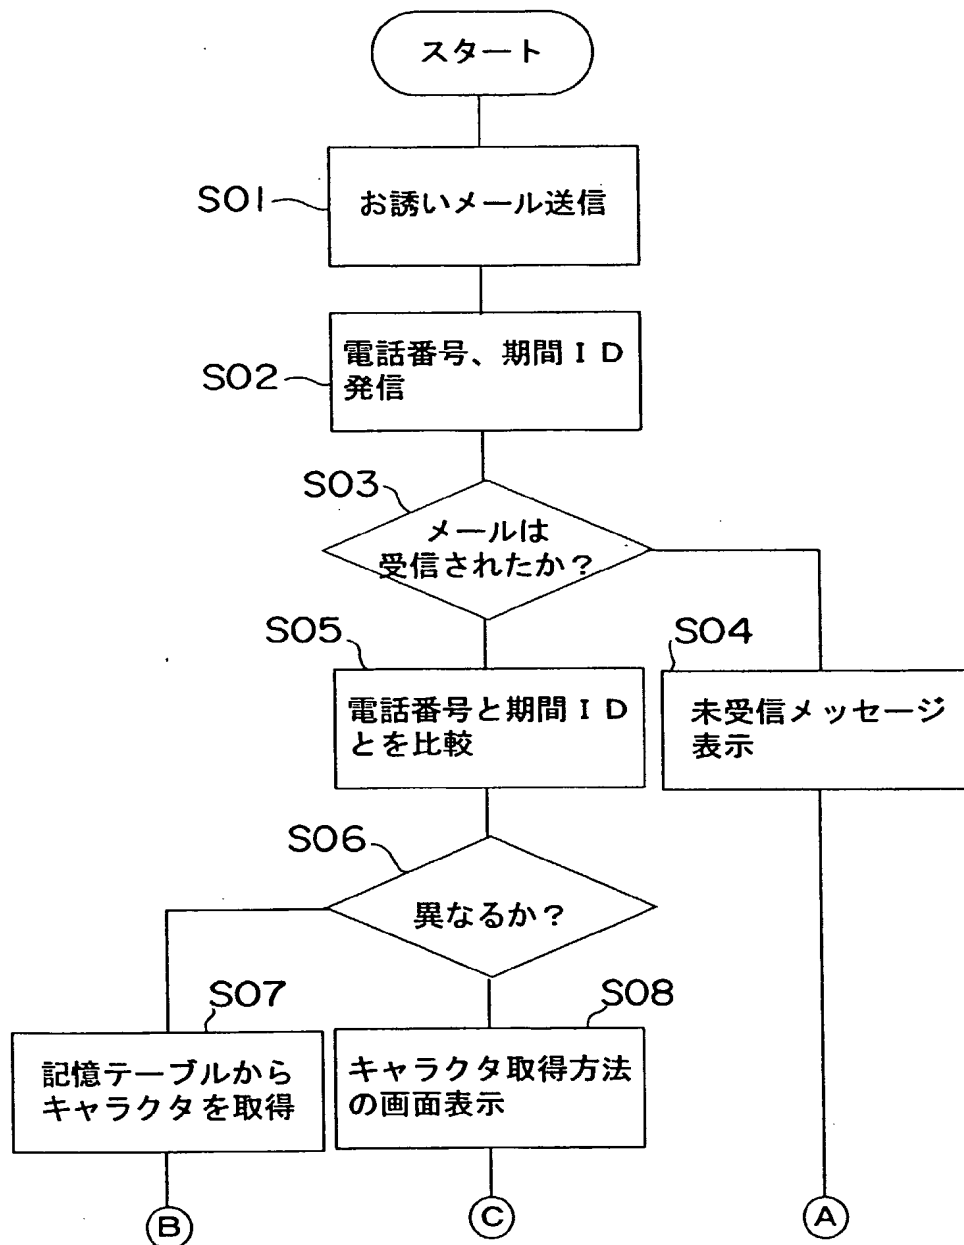 スタート
S01
お誘いメール送信
S02
電話番号、期間ID
発信
S03
メールは
受信されたか?
S05
電話番号と期間ID
とを比較
S04
未受信メッセージ
表示
S06
異なるか?
S07
記憶テーブルから
キャラクタを取得
S08
キャラクタ取得方法
の画面表示
B
C
A